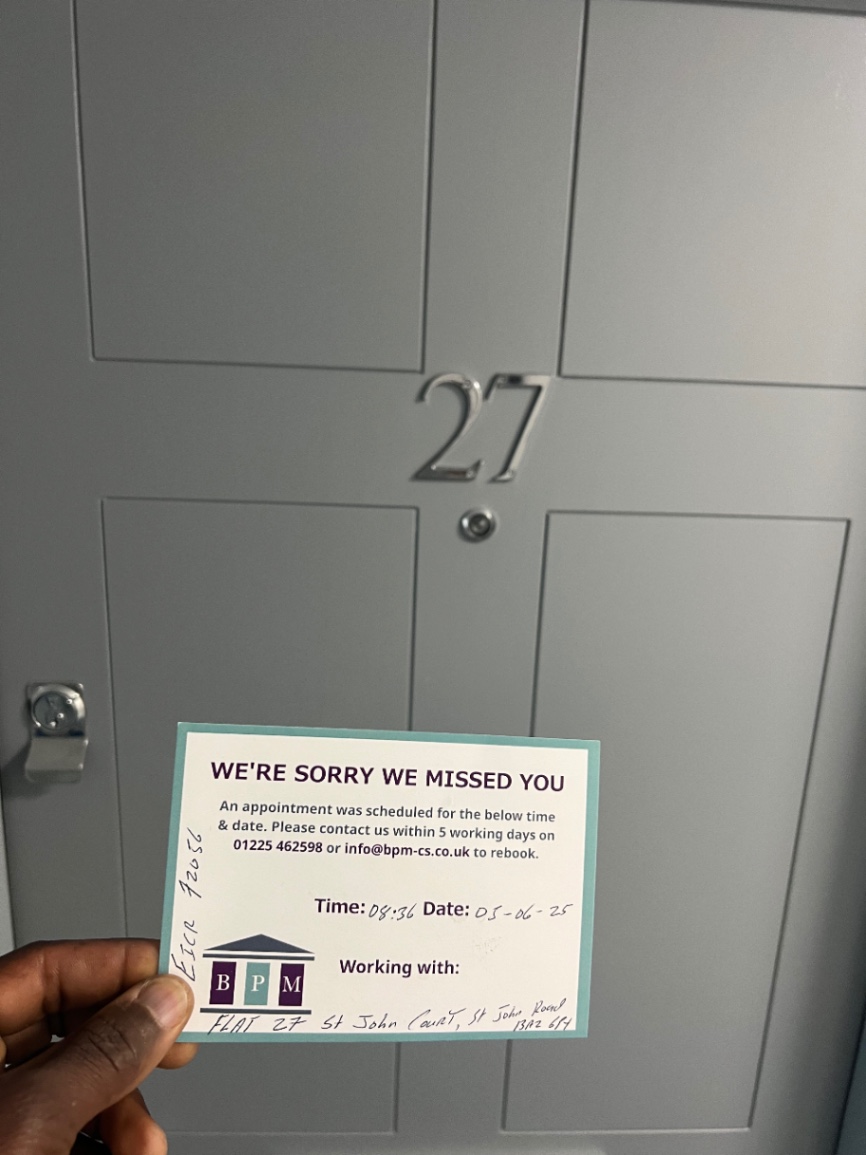 27
WE'RE SORRY WE MISSED YOU
An appointment was scheduled for the below time
& date. Please contact us within 5 working days on
01225 462598 or info@bpm-cs.co.uk to rebook.
Time: 08:36 Date: 05-06-25
EICR 72056
Working with:
B P M
FLAT 27 St John Court, St John Road
BA2